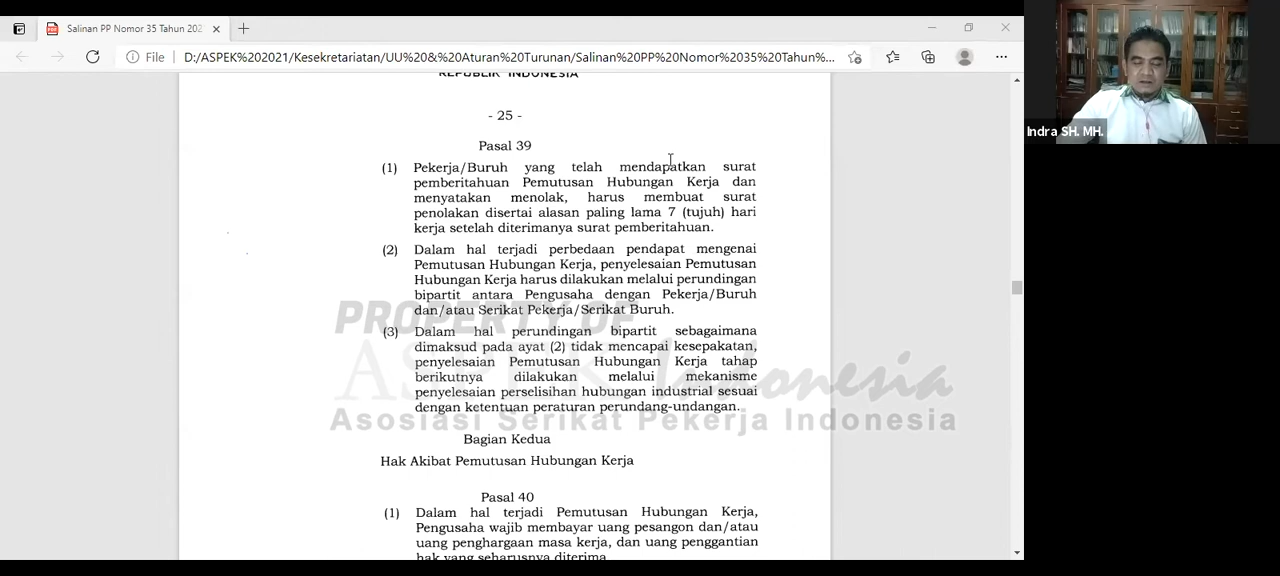 Salinan PP Nomor 35 Tahun 202
File
D:/ASPEK%202021/Kesekretariatan/UU%20&%20Aturan%20Turunan/Salinan%20PP%20Nomor%2035%20Tahun%...
Indra SH. MH.
REPUBLIK INDONESIA
- 25 -
Pasal 39
(1) Pekerja/Buruh yang telah mendapatkan surat
pemberitahuan Pemutusan Hubungan Kerja dan
menyatakan menolak, harus membuat surat
penolakan disertai alasan paling lama 7 (tujuh) hari
kerja setelah diterimanya surat pemberitahuan.
(2) Dalam hal terjadi perbedaan pendapat mengenai
Pemutusan Hubungan Kerja, penyelesaian Pemutusan
Hubungan Kerja harus dilakukan melalui perundingan
bipartit antara Pengusaha dengan Pekerja/Buruh
dan/atau Serikat Pekerja/Serikat Buruh.
PROPERTY OF
(3) Dalam hal perundingan bipartit sebagaimana
dimaksud pada ayat (2) tidak mencapai kesepakatan,
penyelesaian Pemutusan Hubungan Kerja tahap
berikutnya dilakukan melalui mekanisme
penyelesaian perselisihan hubungan industrial sesuai
dengan ketentuan peraturan perundang-undangan.
ASPEK Indonesia
Asosiasi Serikat Pekerja Indonesia
Bagian Kedua
Hak Akibat Pemutusan Hubungan Kerja
Pasal 40
(1) Dalam hal terjadi Pemutusan Hubungan Kerja,
Pengusaha wajib membayar uang pesangon dan/atau
uang penghargaan masa kerja, dan uang penggantian
hak yang seharusnya diterima.